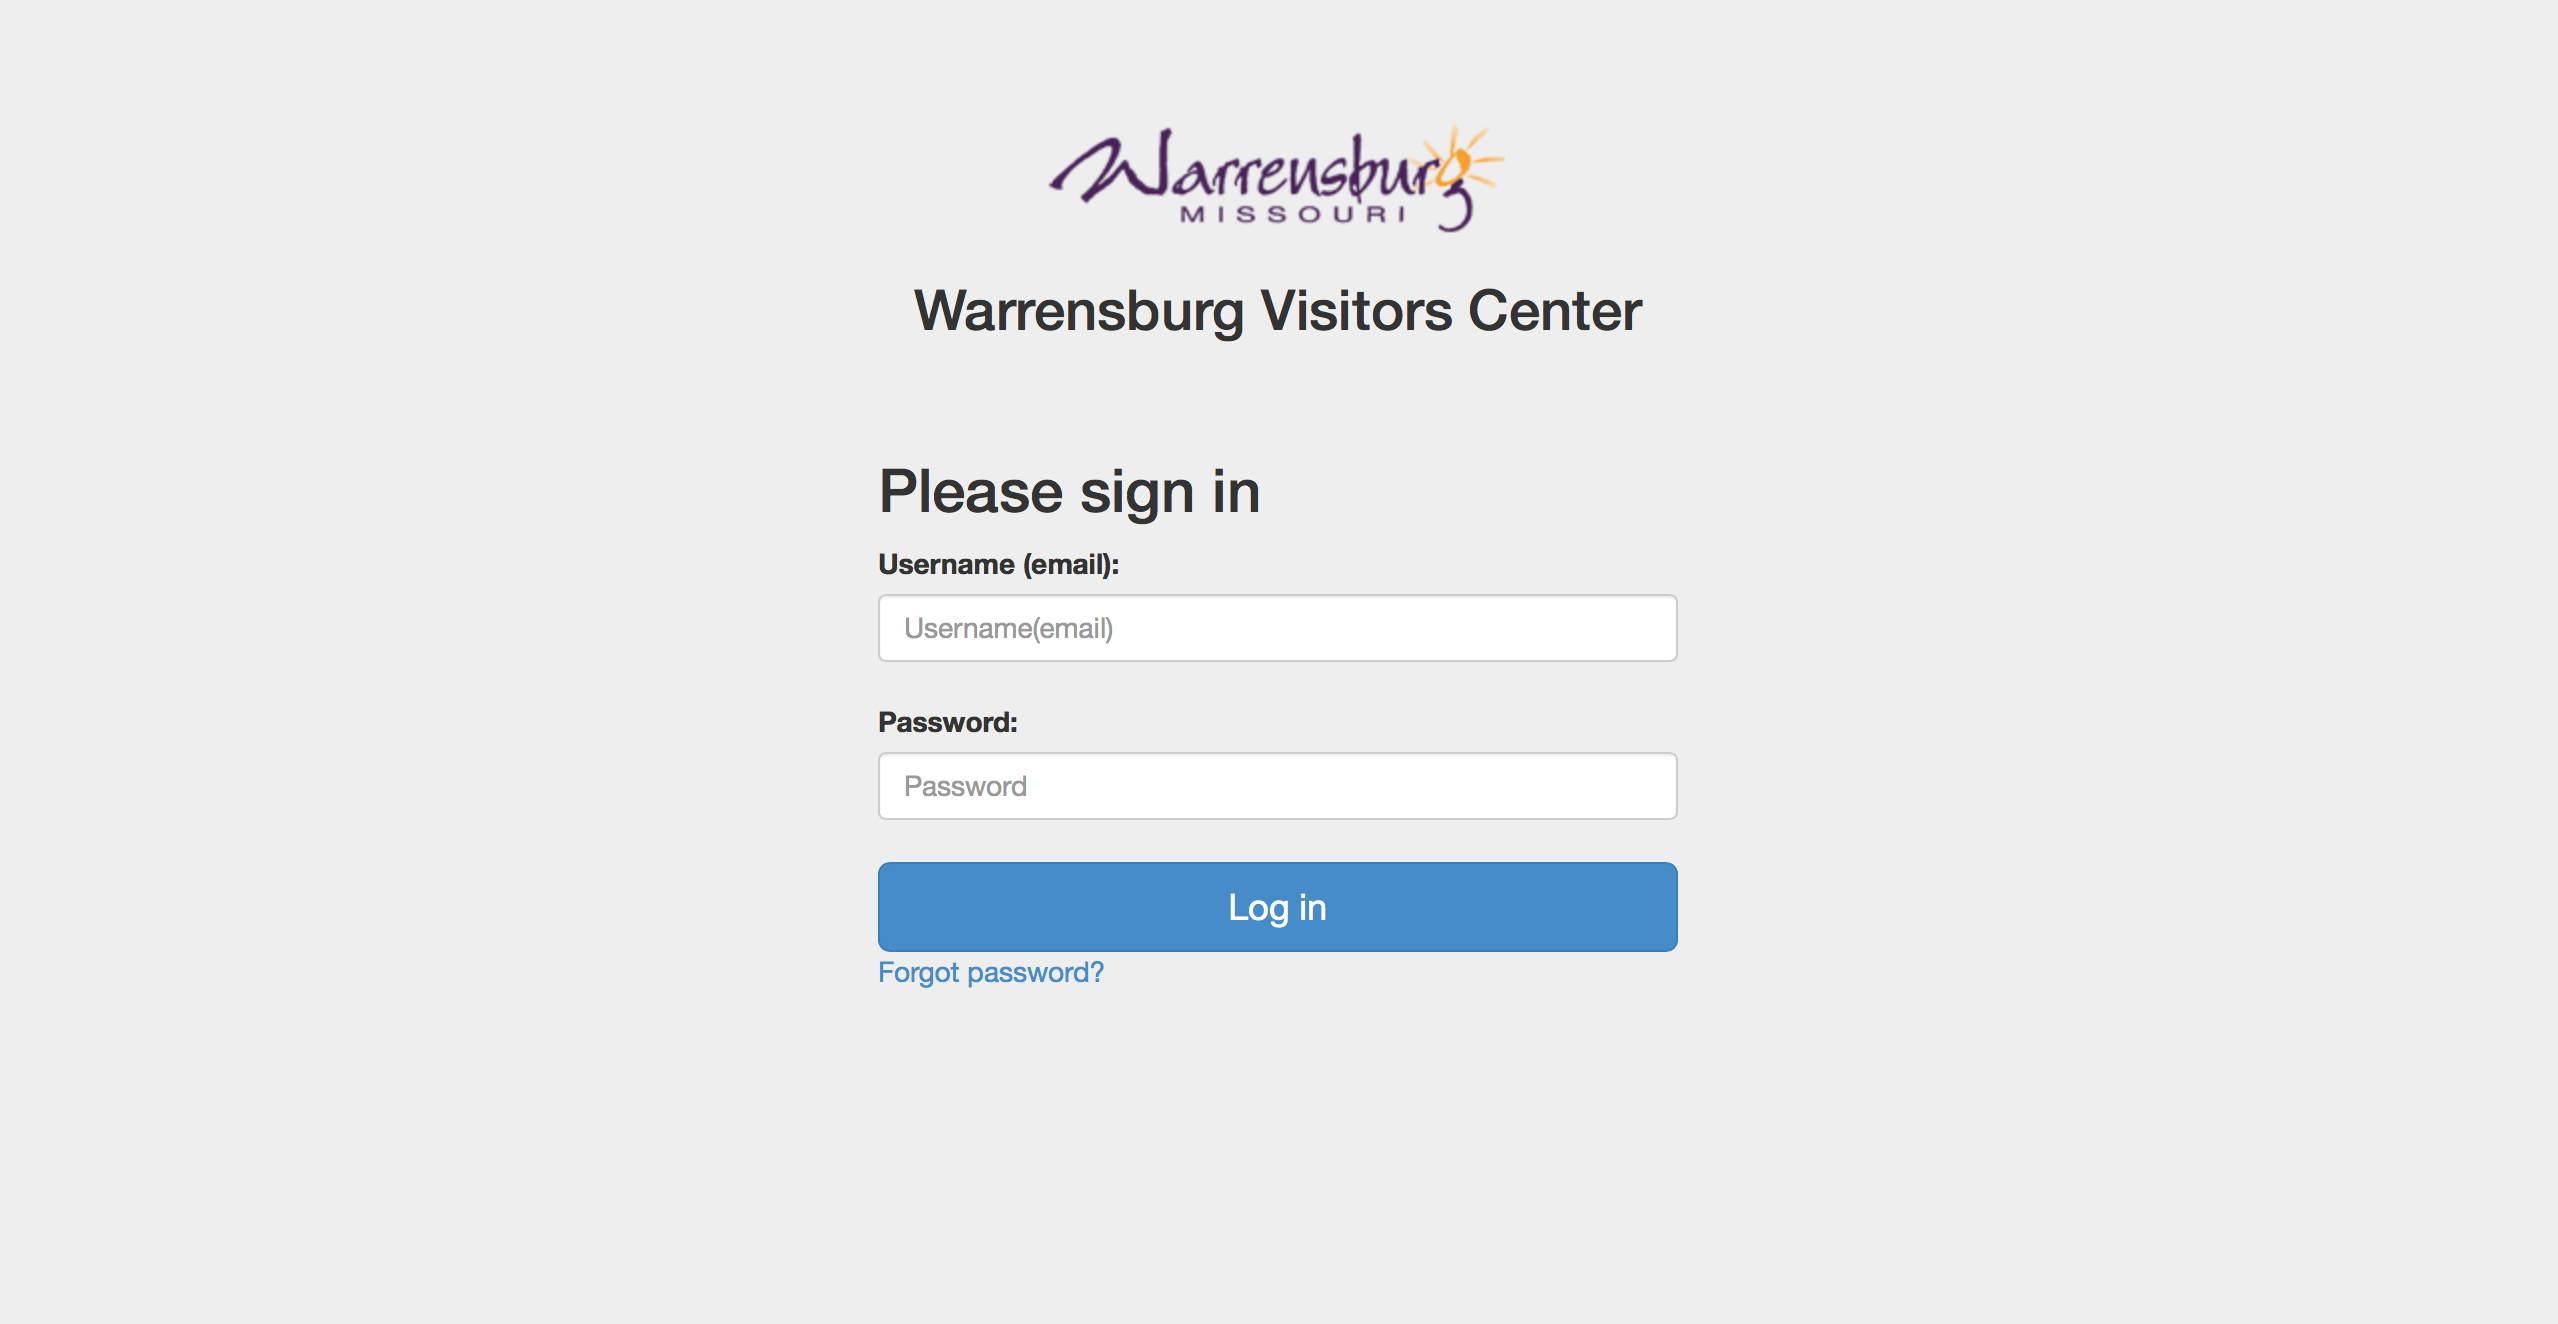 Warrensburg
MISSOURI
Warrensburg Visitors Center
Please sign in
Username (email):
Username(email)
Password:
Password
Log in
Forgot password?